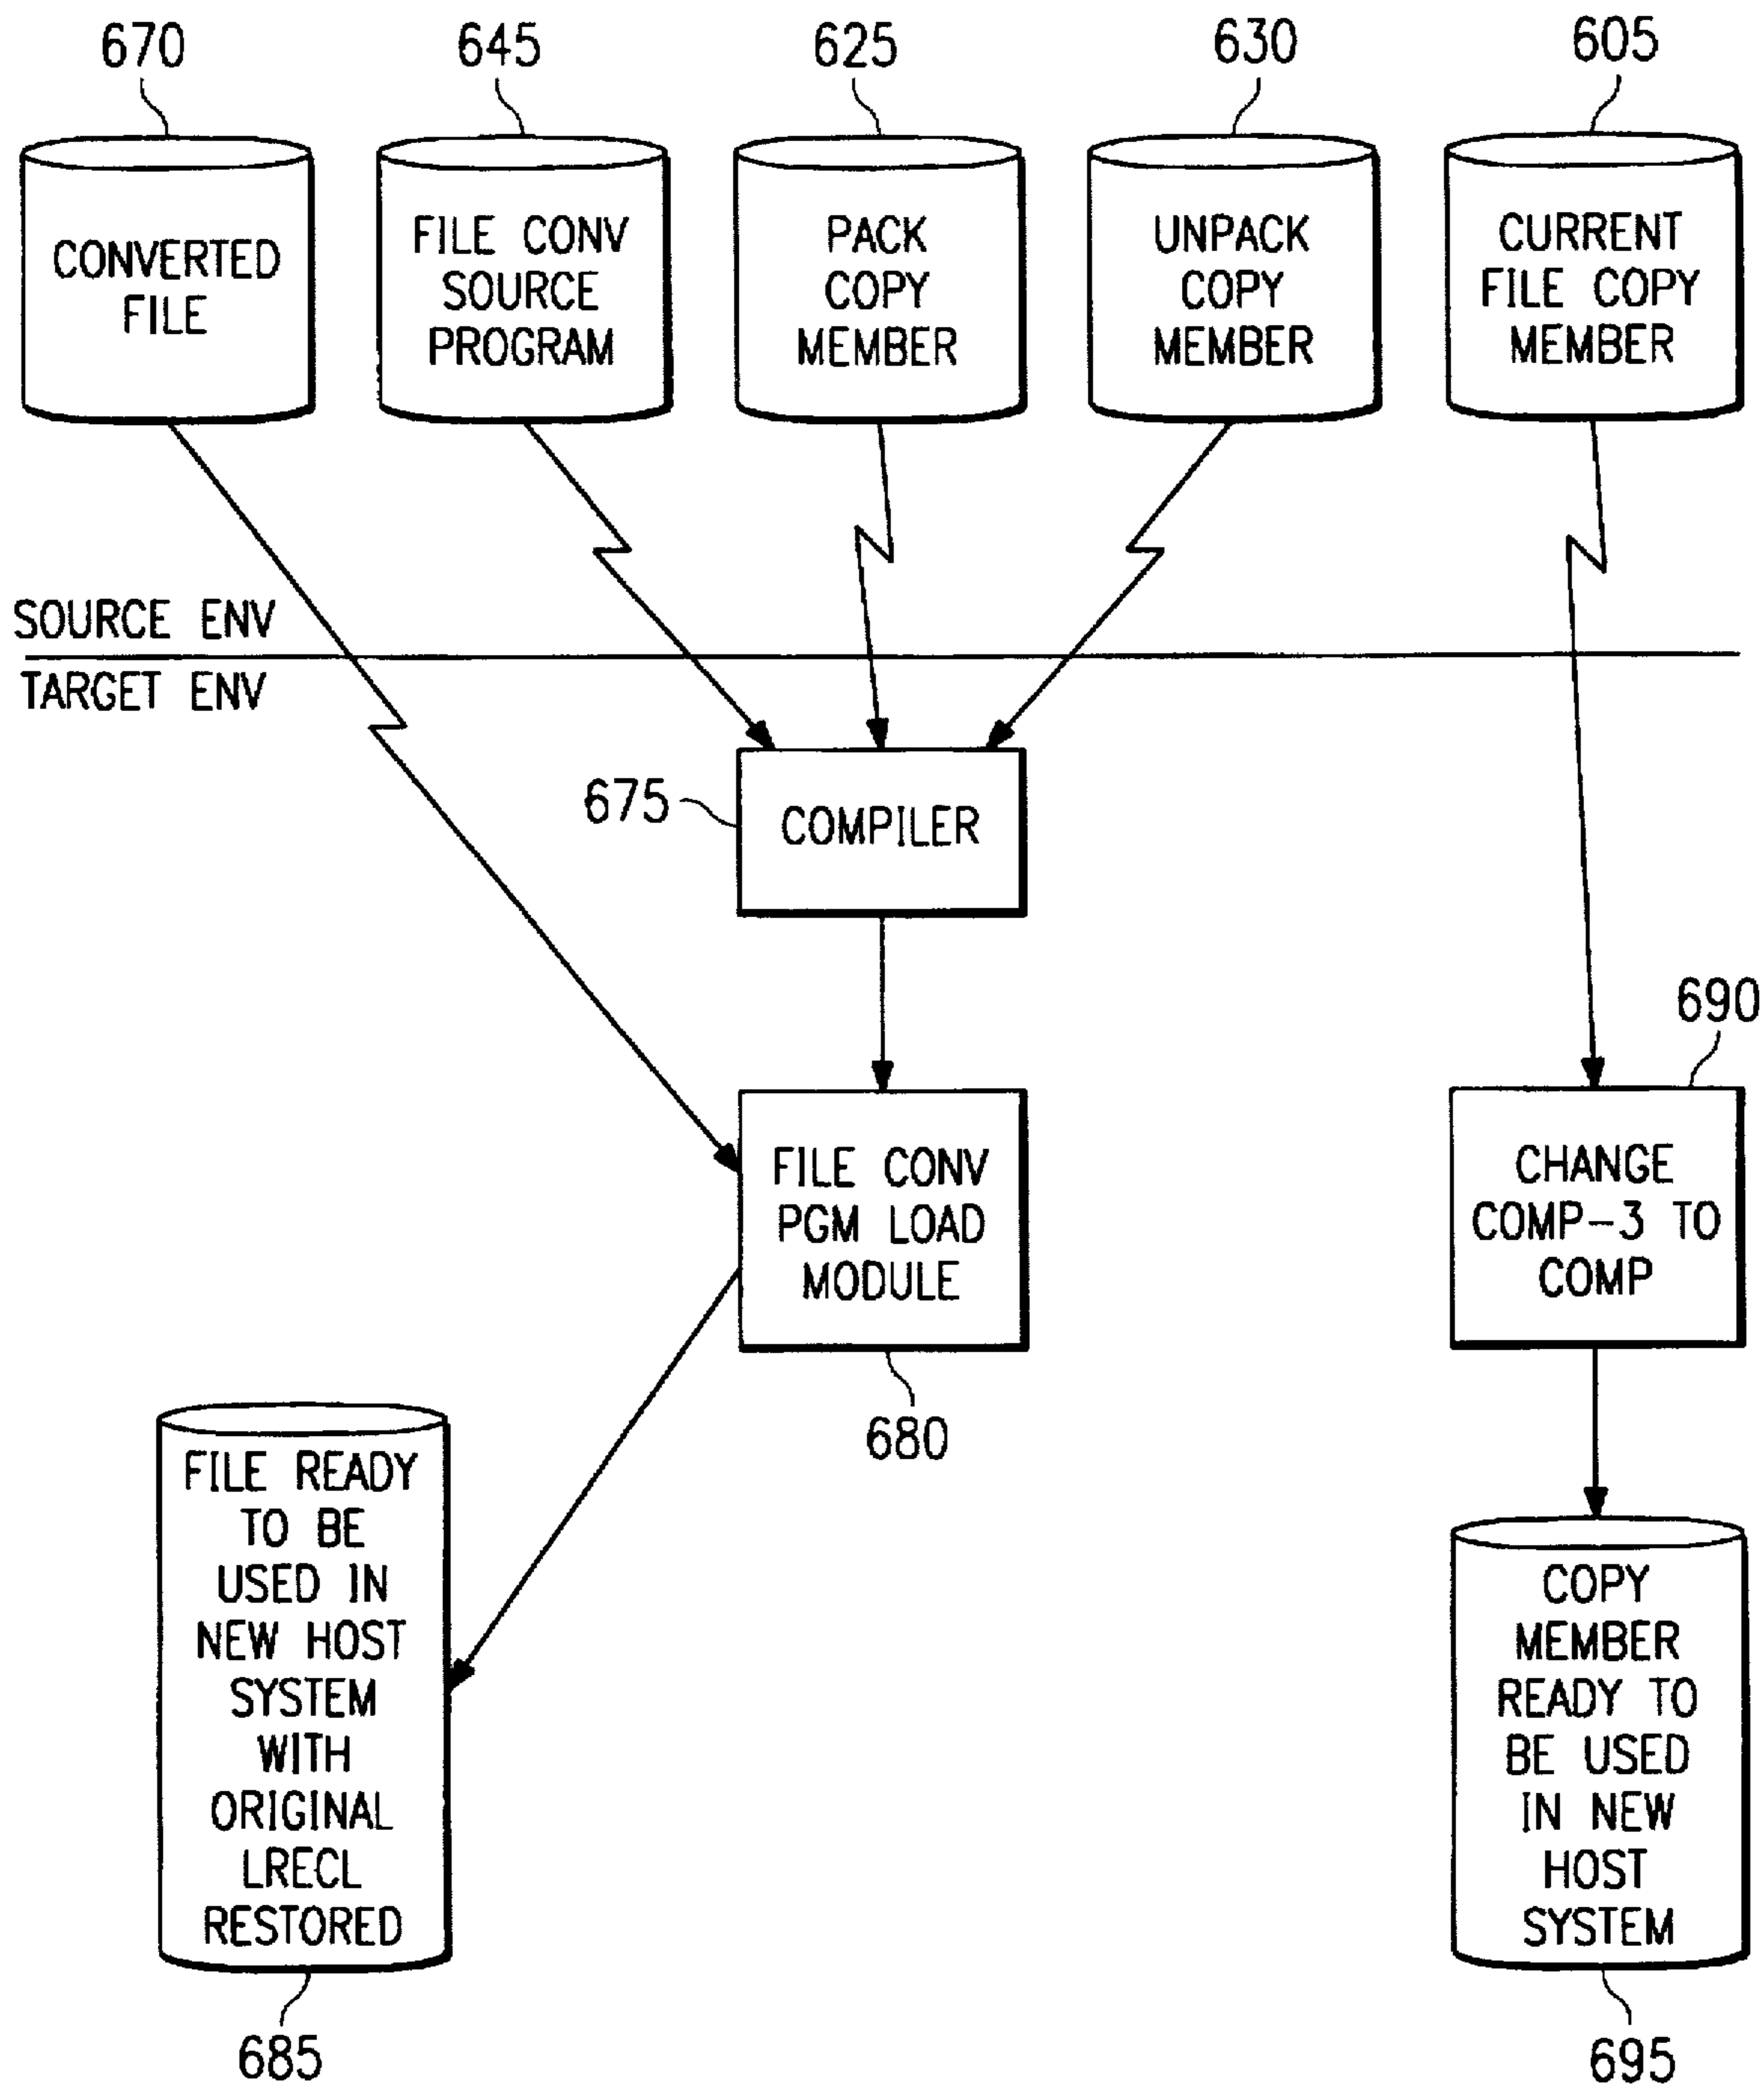 670
645
625
630
605
CONVERTED
FILE
FILE CONV
SOURCE
PROGRAM
PACK
COPY
MEMBER
UNPACK
COPY
MEMBER
CURRENT
FILE COPY
MEMBER
SOURCE ENV
TARGET ENV
675
COMPILER
690
FILE CONV
PGM LOAD
MODULE
680
CHANGE
COMP-3 TO
COMP
FILE READY
TO BE
USED IN
NEW HOST
SYSTEM
WITH
ORIGINAL
LRECL
RESTORED
685
COPY
MEMBER
READY TO
BE USED
IN NEW
HOST
SYSTEM
695